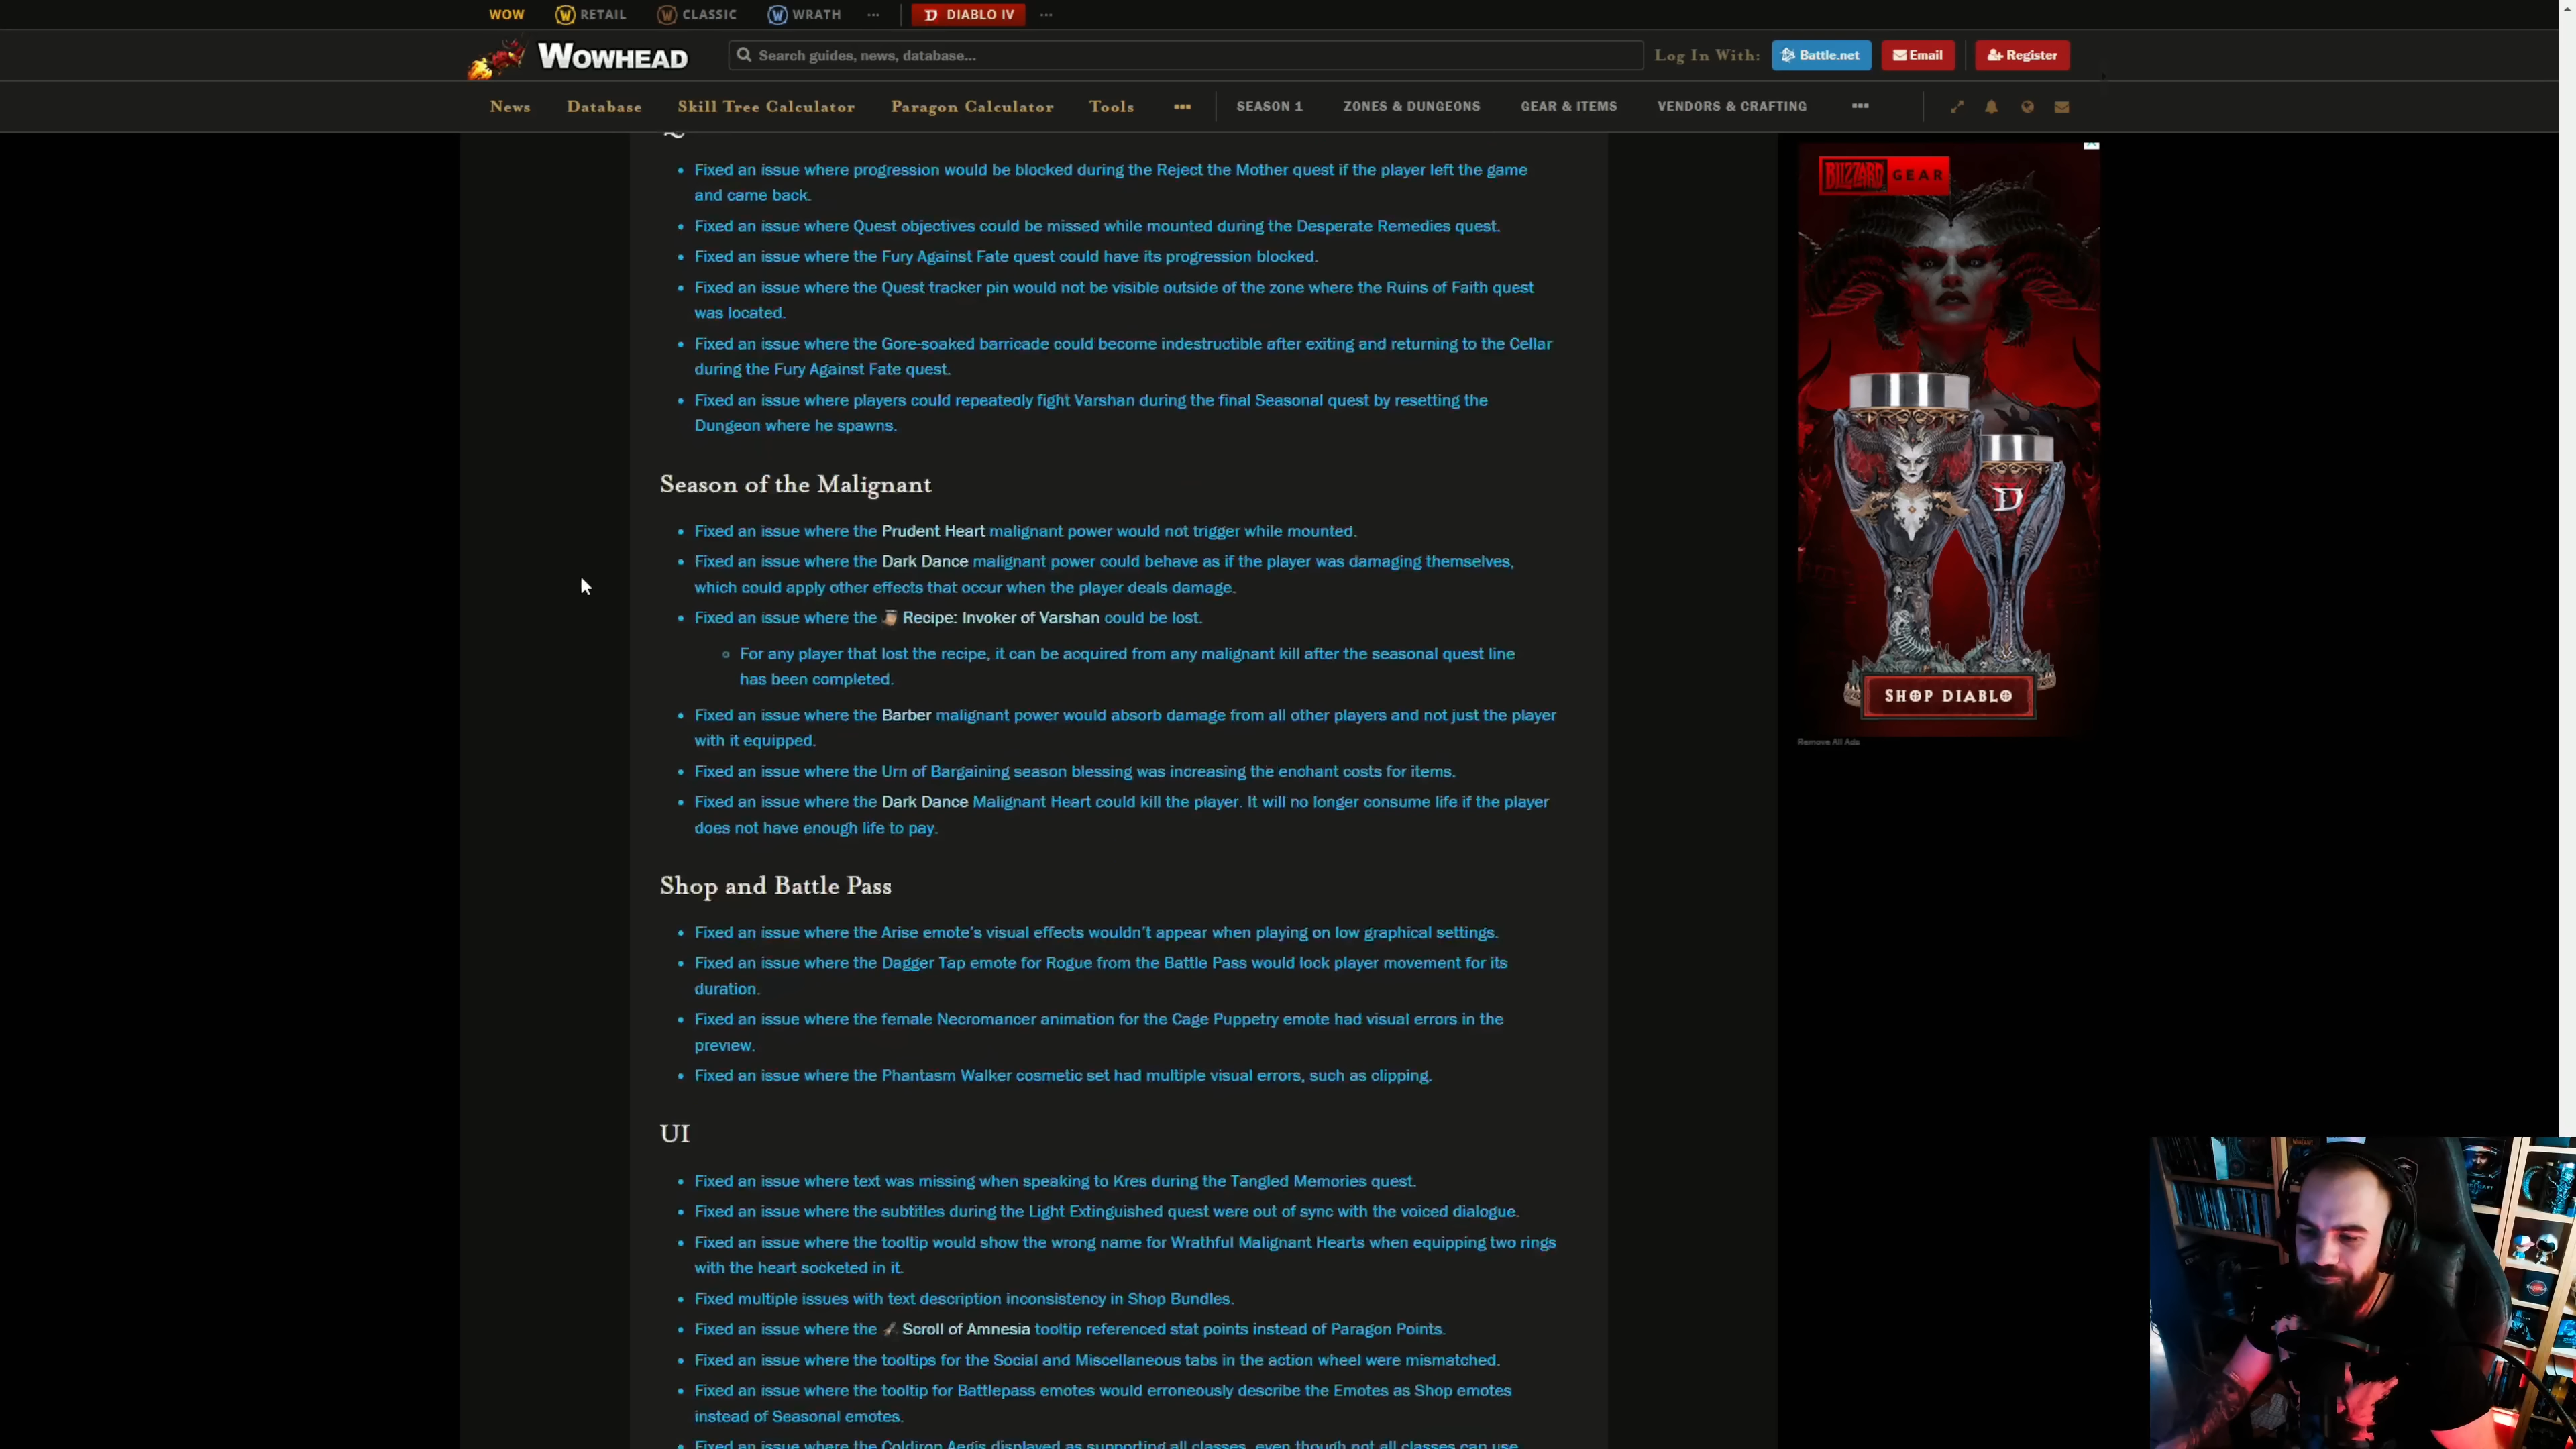 WOW RETAIL CLASSIC WRATH ... DIABLO IV ...
WOWHEAD Search guides, news, database... Log In With: Battle.net Email Register
News Database Skill Tree Calculator Paragon Calculator Tools ... SEASON 1 ZONES & DUNGEONS GEAR & ITEMS VENDORS & CRAFTING ...
• Fixed an issue where progression would be blocked during the Reject the Mother quest if the player left the game
and came back.
• Fixed an issue where Quest objectives could be missed while mounted during the Desperate Remedies quest.
• Fixed an issue where the Fury Against Fate quest could have its progression blocked.
• Fixed an issue where the Quest tracker pin would not be visible outside of the zone where the Ruins of Faith quest
was located.
• Fixed an issue where the Gore-soaked barricade could become indestructible after exiting and returning to the Cellar
during the Fury Against Fate quest.
• Fixed an issue where players could repeatedly fight Varshan during the final Seasonal quest by resetting the
Dungeon where he spawns.
Season of the Malignant
• Fixed an issue where the Prudent Heart malignant power would not trigger while mounted.
• Fixed an issue where the Dark Dance malignant power could behave as if the player was damaging themselves,
which could apply other effects that occur when the player deals damage.
• Fixed an issue where the Recipe: Invoker of Varshan could be lost.
○ For any player that lost the recipe, it can be acquired from any malignant kill after the seasonal quest line
has been completed.
• Fixed an issue where the Barber malignant power would absorb damage from all other players and not just the player
with it equipped.
• Fixed an issue where the Urn of Bargaining season blessing was increasing the enchant costs for items.
• Fixed an issue where the Dark Dance Malignant Heart could kill the player. It will no longer consume life if the player
does not have enough life to pay.
Shop and Battle Pass
• Fixed an issue where the Arise emote's visual effects wouldn't appear when playing on low graphical settings.
• Fixed an issue where the Dagger Tap emote for Rogue from the Battle Pass would lock player movement for its
duration.
• Fixed an issue where the female Necromancer animation for the Cage Puppetry emote had visual errors in the
preview.
• Fixed an issue where the Phantasm Walker cosmetic set had multiple visual errors, such as clipping.
UI
• Fixed an issue where text was missing when speaking to Kres during the Tangled Memories quest.
• Fixed an issue where the subtitles during the Light Extinguished quest were out of sync with the voiced dialogue.
• Fixed an issue where the tooltip would show the wrong name for Wrathful Malignant Hearts when equipping two rings
with the heart socketed in it.
• Fixed multiple issues with text description inconsistency in Shop Bundles.
• Fixed an issue where the Scroll of Amnesia tooltip referenced stat points instead of Paragon Points.
• Fixed an issue where the tooltips for the Social and Miscellaneous tabs in the action wheel were mismatched.
• Fixed an issue where the tooltip for Battlepass emotes would erroneously describe the Emotes as Shop emotes
instead of Seasonal emotes.
Fixed an issue where the Coldiron Aegis displayed as supporting all classes, even though not all classes can use
BLIZZARD GEAR
D
SHOP DIABLO
Remove All Ads